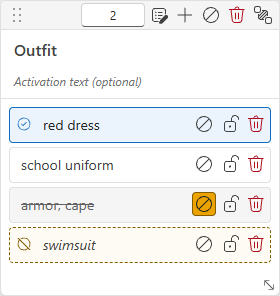 2
Outfit
Activation text (optional)
red dress
school uniform
armor, cape
swimsuit